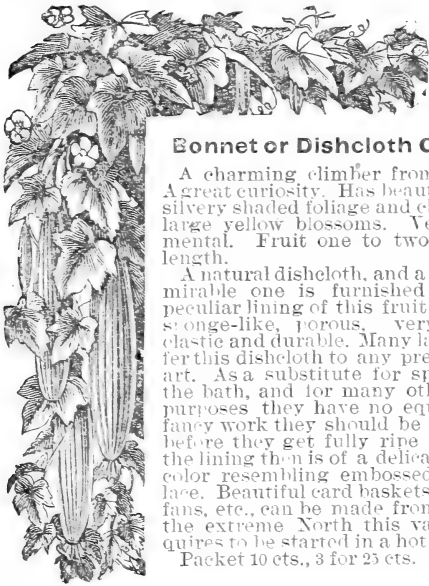 Bonnet or Dishcloth
A charming climber from
A great curiosity. Has beau
silvery shaded foliage and
large yellow blossoms. Ve
mental. Fruit one to two
length.
A natural dishcloth, and a
mirable one is furnished
peculiar lining of this fruit
sponge-like, porous, very
elastic and durable. Many la
fer this dishcloth to any pre
art. As a substitute for sp
the bath, and for many oth
purposes they have no equ
fancy work they should be
before they get fully ripe
the lining then is of a delica
color resembling embossed
lace. Beautiful card baskets
fans, etc., can be made from
the extreme North this va
quires to be started in a hot
Packet 10 cts., 3 for 25 cts.